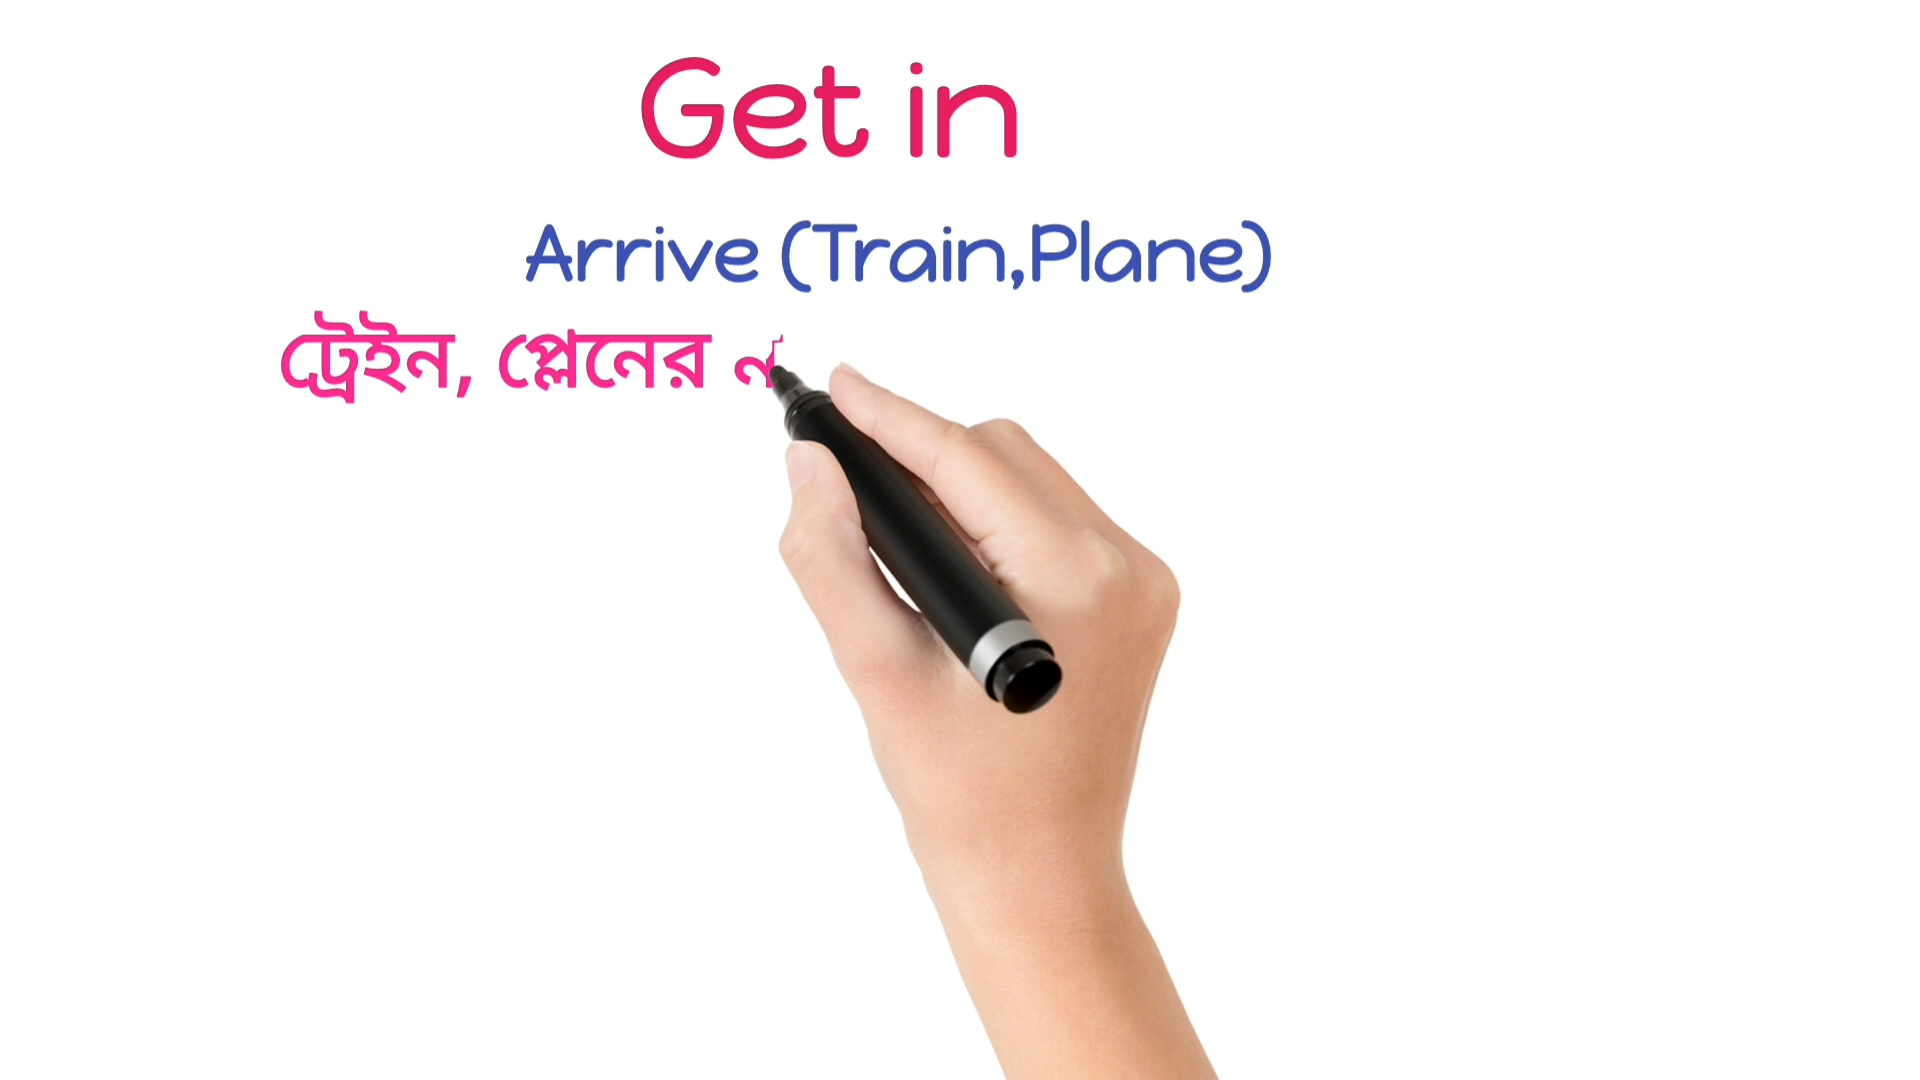 Get in
Arrive (Train,Plane)
ট্রেইন, প্লেনের